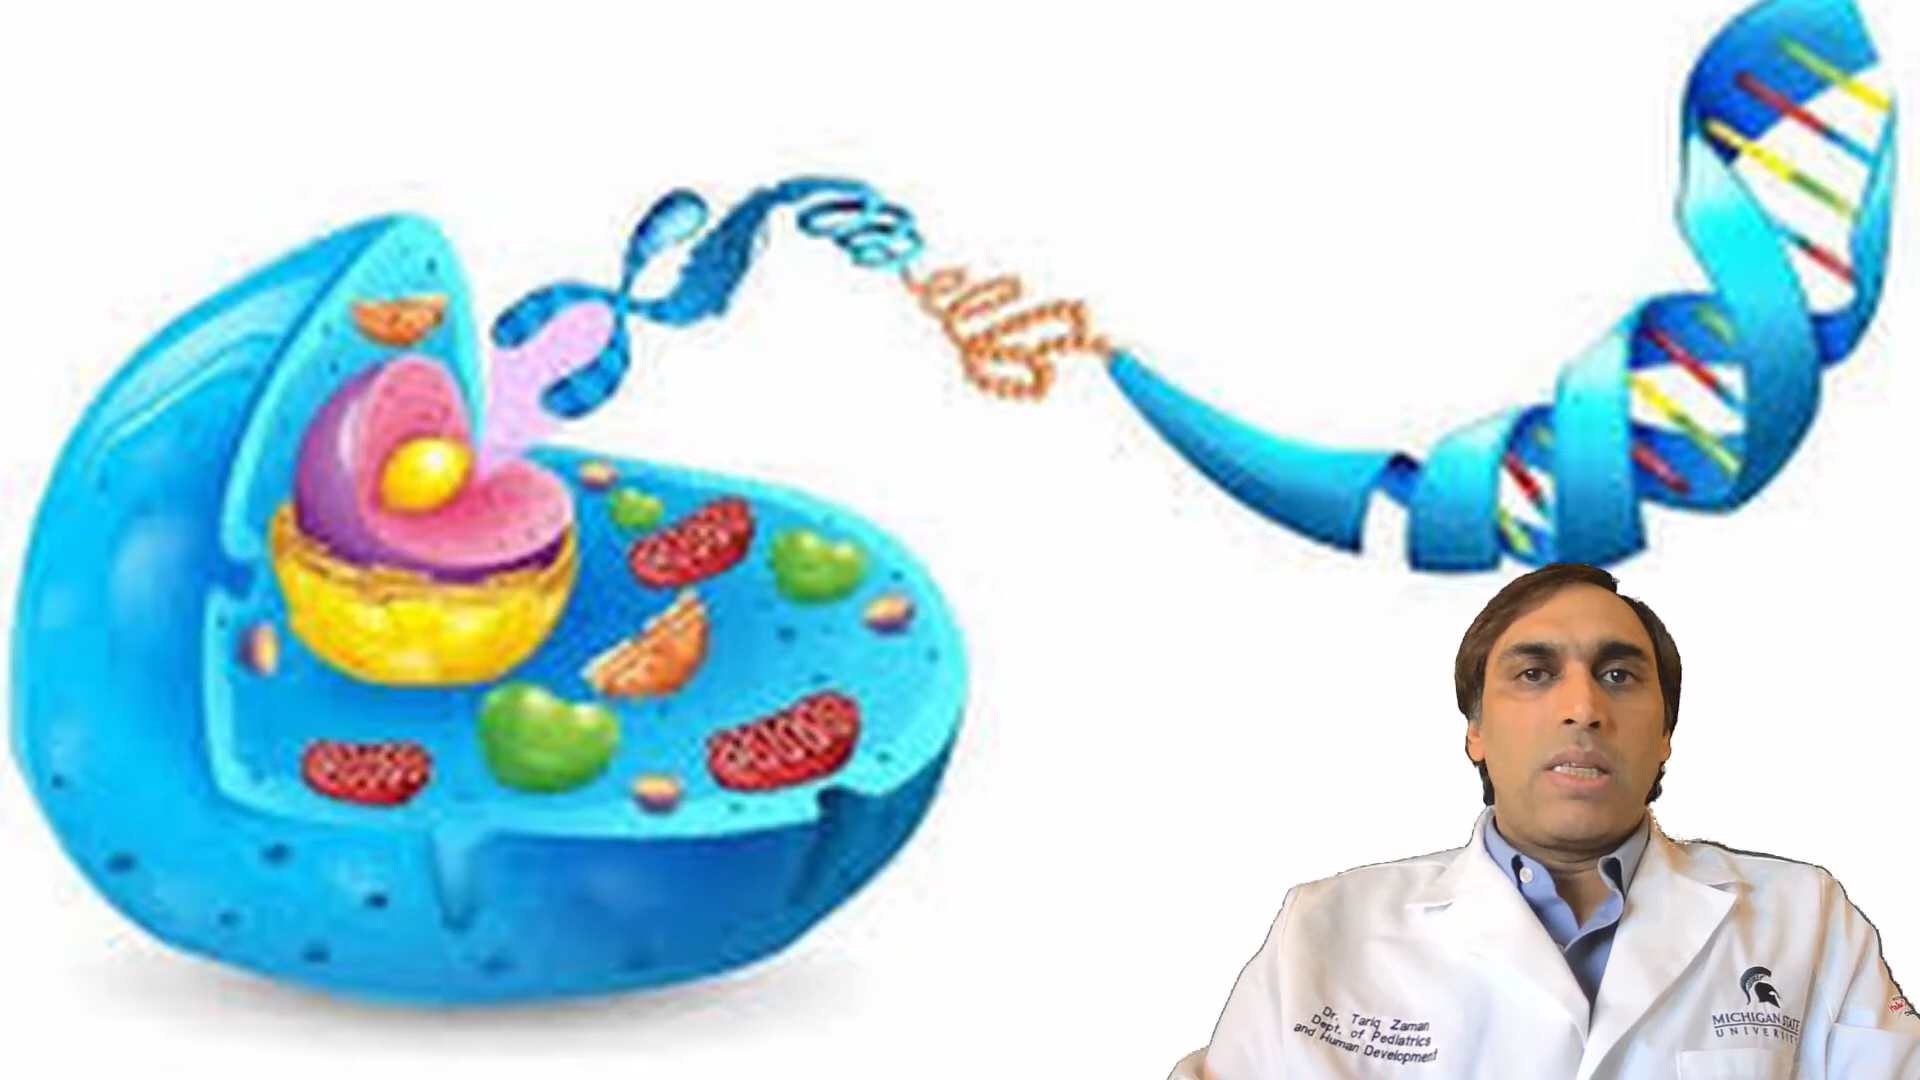 Dr. Tariq Zaman
Dept. of Pediatrics
and Human Development
MICHIGAN STATE
UNIVERSITY